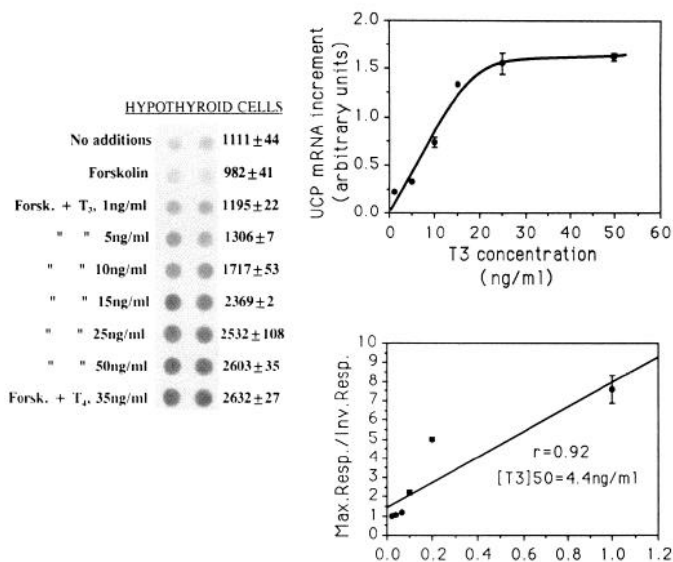 HYPOTHYROID CELLS
No additions 1111±44
Forskolin 982±41
Forsk. + T3, 1ng/ml 1195±22
" " 5ng/ml 1306±7
" " 10ng/ml 1717±53
" " 15ng/ml 2369±2
" " 25ng/ml 2532±108
" " 50ng/ml 2603±35
Forsk. + T4, 35ng/ml 2632±27
UCP mRNA increment
(arbitrary units)
2.0
1.5
1.0
0.5
0.0
0 10 20 30 40 50 60
T3 concentration
(ng/ml)
Max.Resp./Inv.Resp.
10
9
8
7
6
5
4
3
2
1
0
r=0.92
[T3]50=4.4ng/ml
0.0 0.2 0.4 0.6 0.8 1.0 1.2